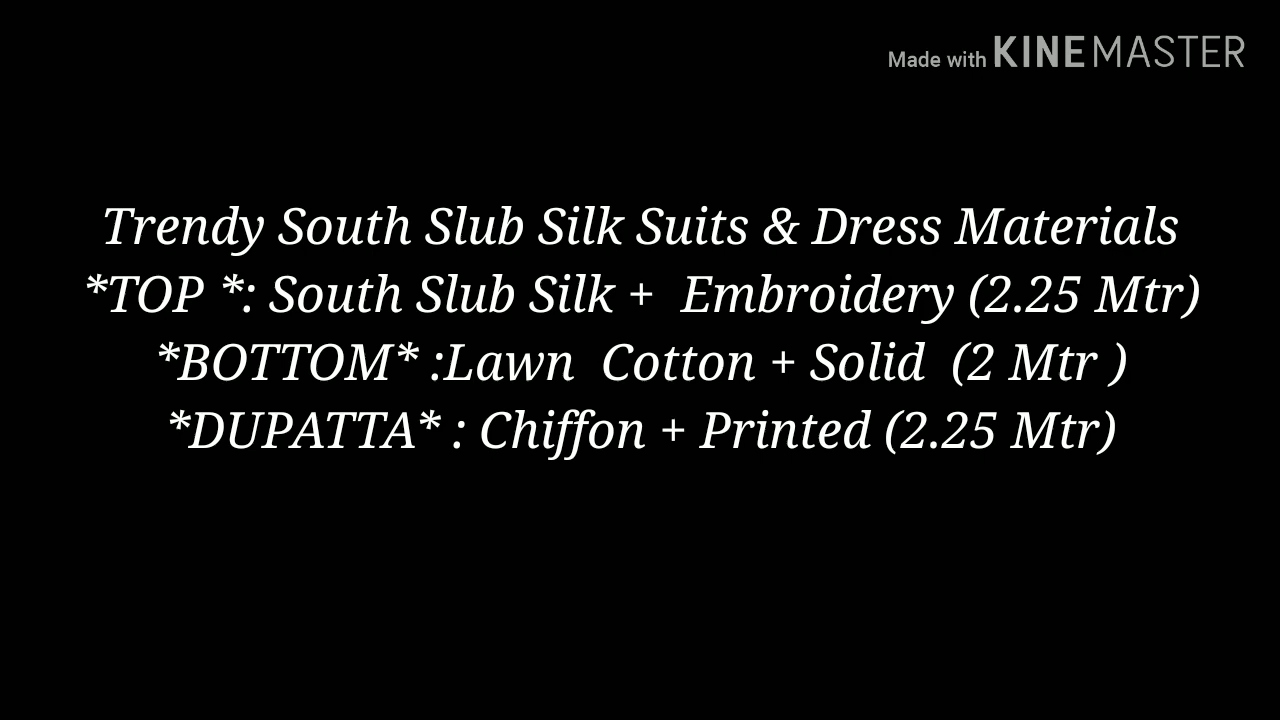 Made with KINEMASTER
Trendy South Slub Silk Suits & Dress Materials
*TOP *: South Slub Silk +  Embroidery (2.25 Mtr)
*BOTTOM* :Lawn  Cotton + Solid  (2 Mtr )
*DUPATTA* : Chiffon + Printed (2.25 Mtr)